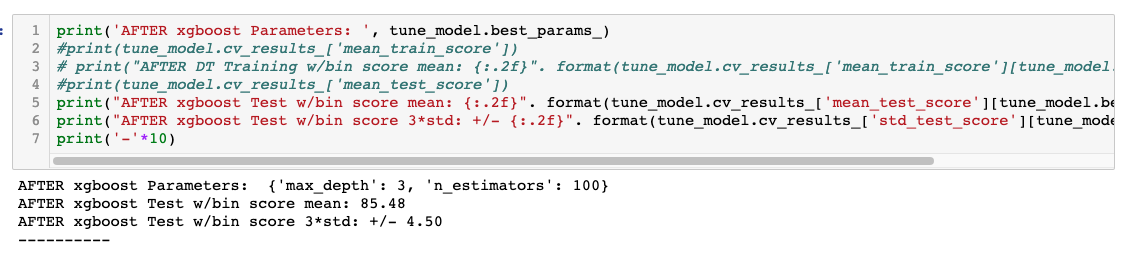 : 1 print('AFTER xgboost Parameters: ', tune_model.best_params_)
2 #print(tune_model.cv_results_['mean_train_score'])
3 # print("AFTER DT Training w/bin score mean: {:.2f}". format(tune_model.cv_results_['mean_train_score'][tune_model.
4 #print(tune_model.cv_results_['mean_test_score'])
5 print("AFTER xgboost Test w/bin score mean: {:.2f}". format(tune_model.cv_results_['mean_test_score'][tune_model.be
6 print("AFTER xgboost Test w/bin score 3*std: +/- {:.2f}". format(tune_model.cv_results_['std_test_score'][tune_mode
7 print('-'*10)
AFTER xgboost Parameters:  {'max_depth': 3, 'n_estimators': 100}
AFTER xgboost Test w/bin score mean: 85.48
AFTER xgboost Test w/bin score 3*std: +/- 4.50
----------